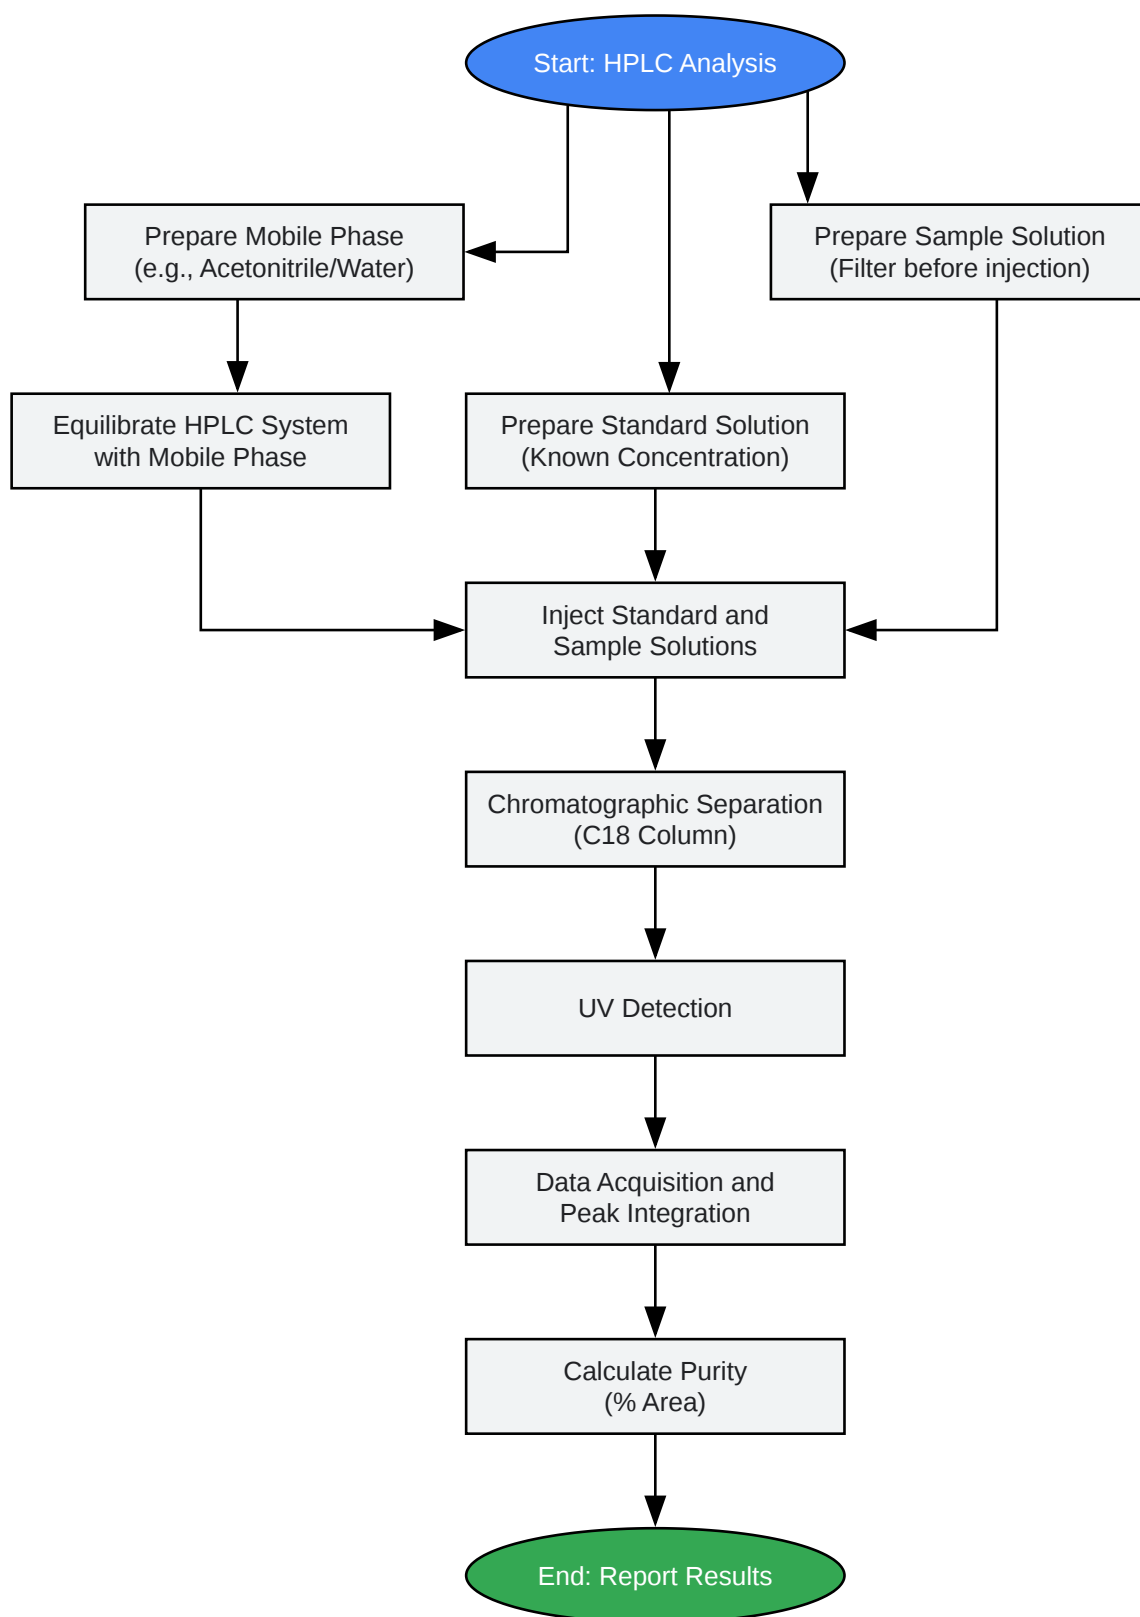 Start: HPLC Analysis
Prepare Mobile Phase
(e.g., Acetonitrile/Water)
Prepare Sample Solution
(Filter before injection)
Equilibrate HPLC System
with Mobile Phase
Prepare Standard Solution
(Known Concentration)
Inject Standard and
Sample Solutions
Chromatographic Separation
(C18 Column)
UV Detection
Data Acquisition and
Peak Integration
Calculate Purity
(% Area)
End: Report Results